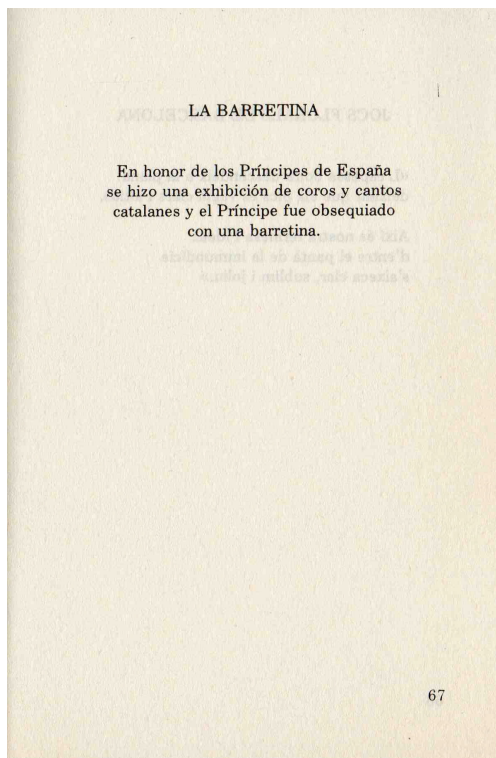 LA BARRETINA
En honor de los Príncipes de España
se hizo una exhibición de coros y cantos
catalanes y el Príncipe fue obsequiado
con una barretina.
67